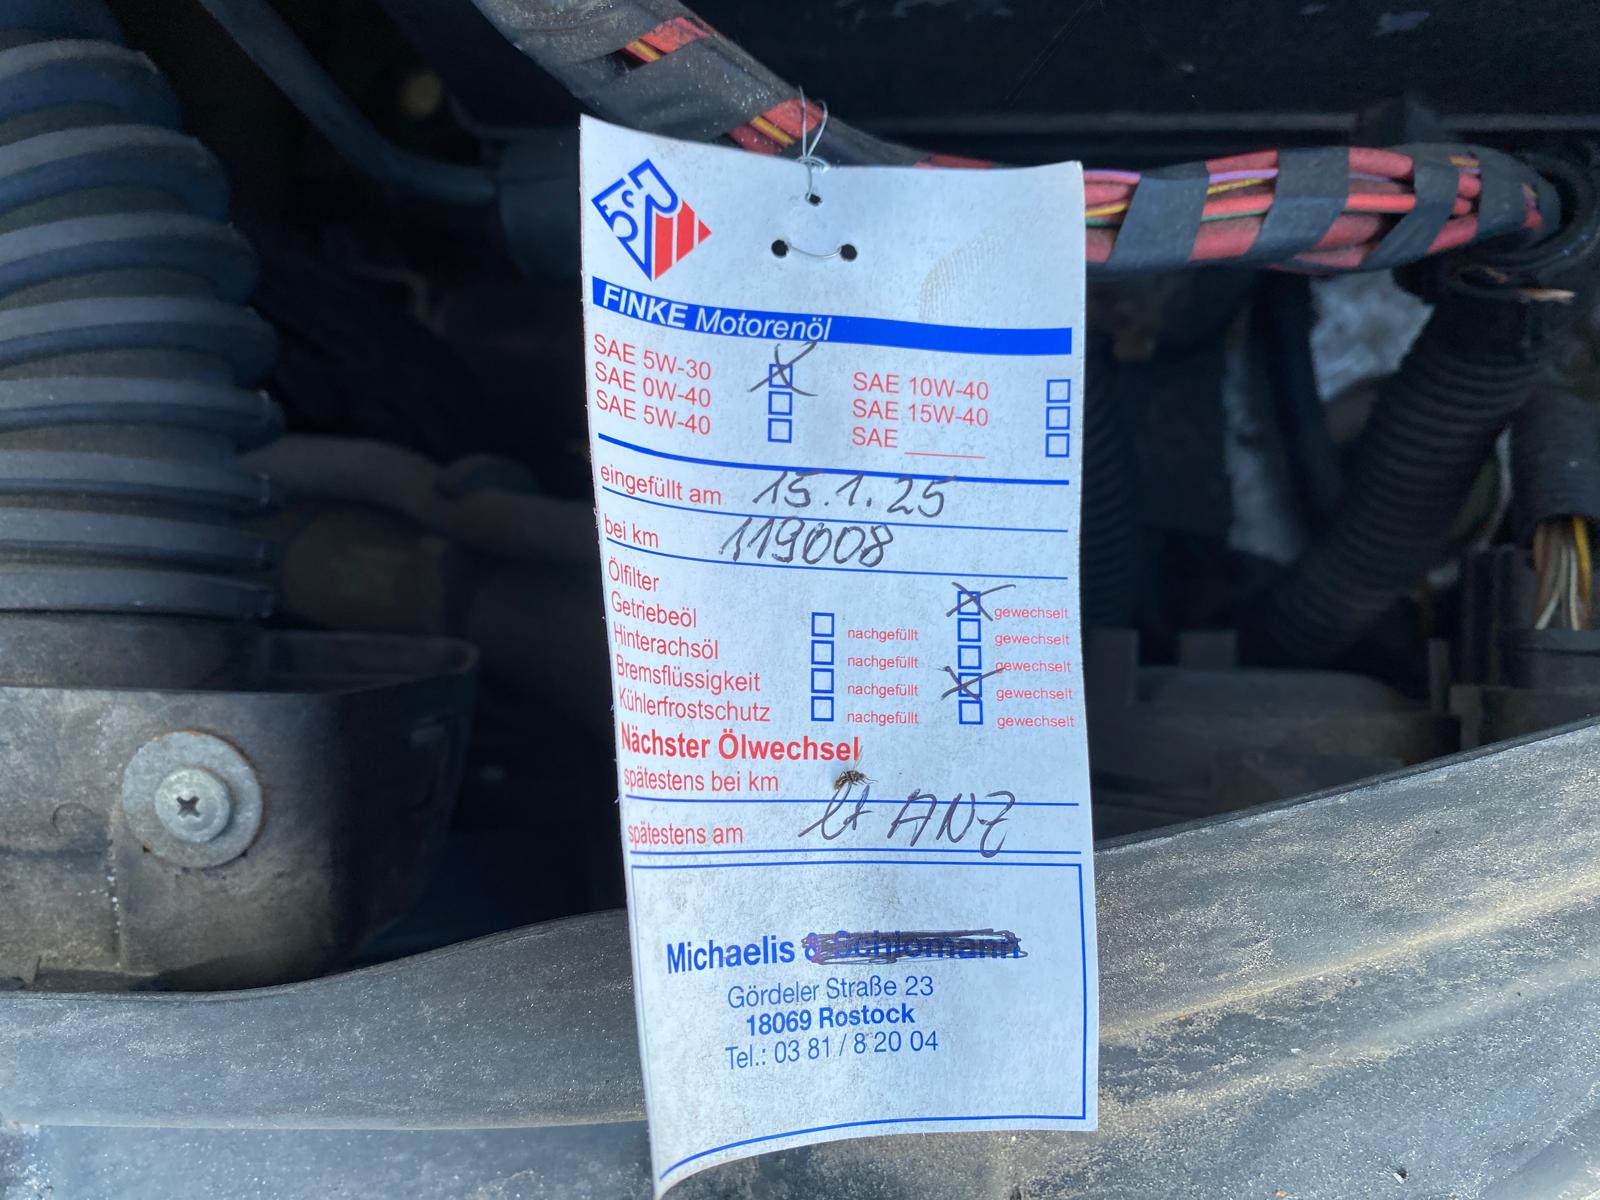 FINKE Motorenöl
SAE 5W-30
SAE 0W-40
SAE 5W-40
SAE 10W-40
SAE 15W-40
SAE ______
eingefüllt am 15.1.25
bei km 119008
Ölfilter gewechselt
Getriebeöl nachgefüllt gewechselt
Hinterachsöl nachgefüllt gewechselt
Bremsflüssigkeit nachgefüllt gewechselt
Kühlerfrostschutz nachgefüllt gewechselt
Nächster Ölwechsel
spätestens bei km
spätestens am lt ANZ
Michaelis & Schlomann
Gördeler Straße 23
18069 Rostock
Tel.: 03 81 / 8 20 04